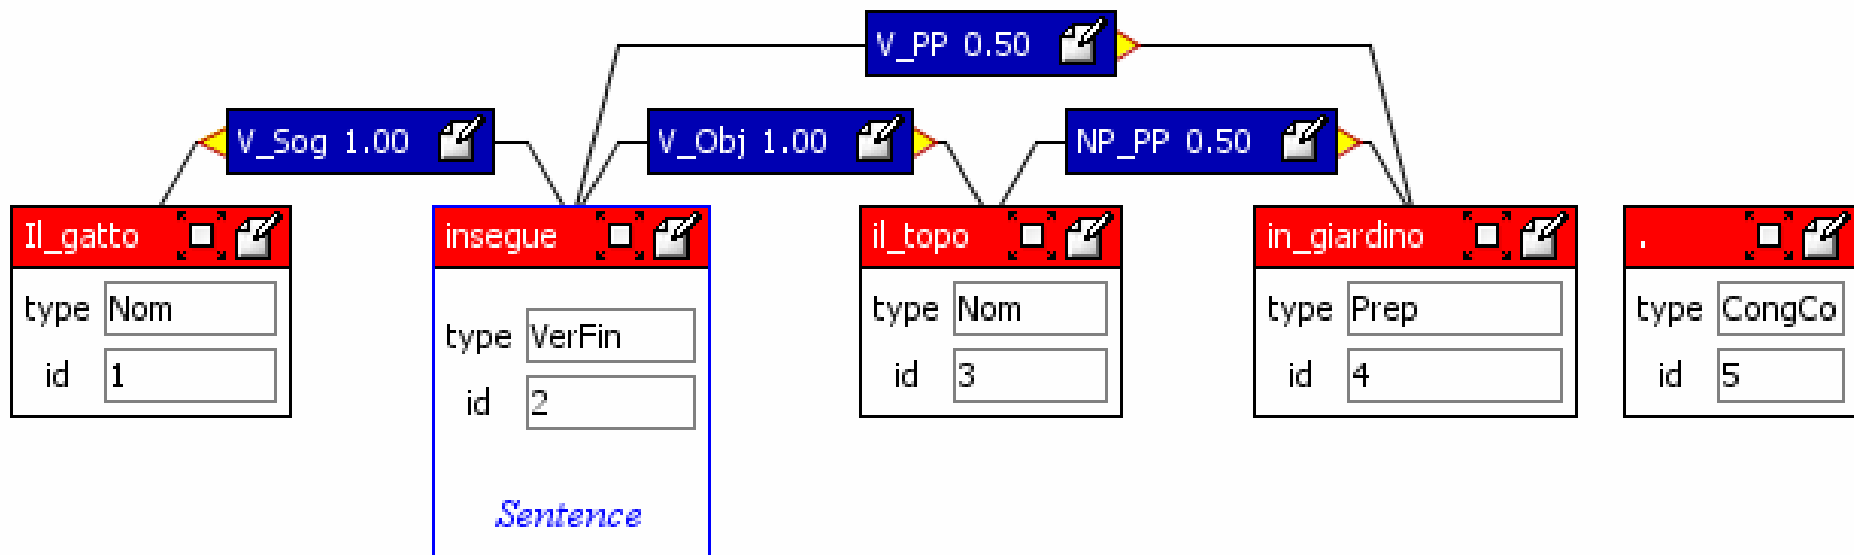 V_PP 0.50
V_Sog 1.00 V_Obj 1.00 NP_PP 0.50
Il_gatto insegue il_topo in_giardino .
type Nom type VerFin type Nom type Prep type CongCo
id 1 id 2 id 3 id 4 id 5
Sentence